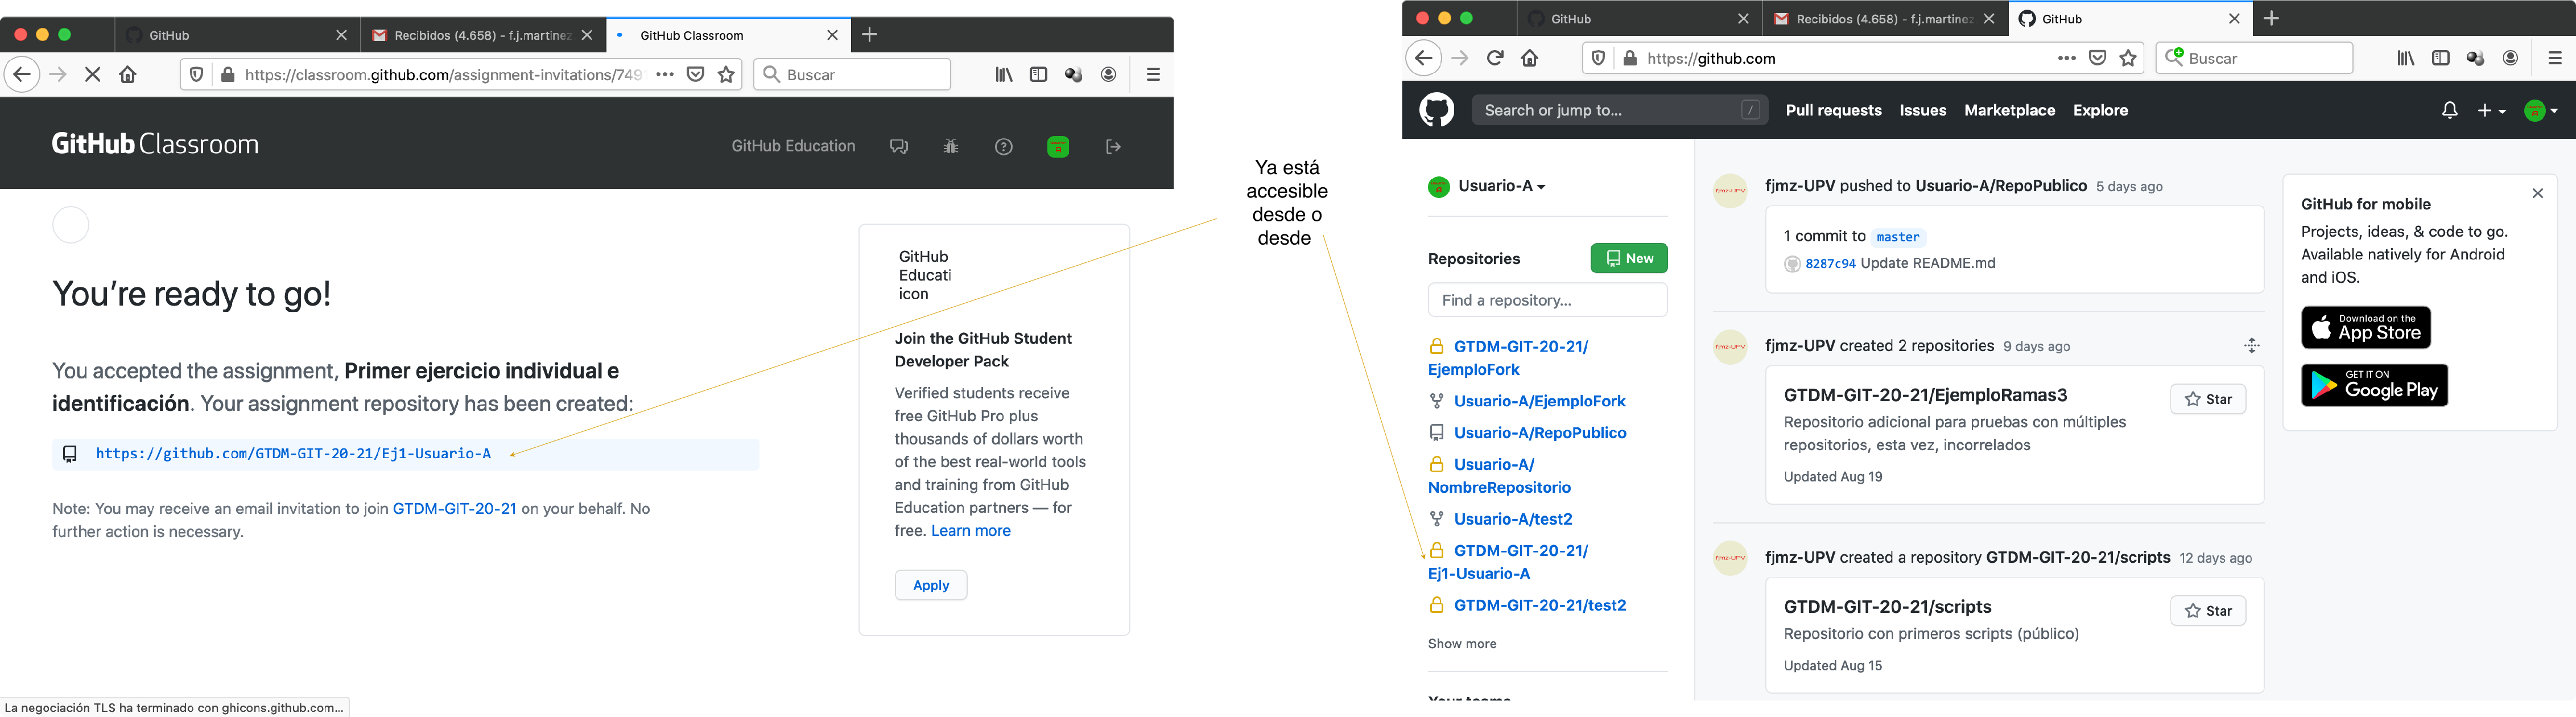 GitHub
Recibidos (4.658) - f.j.martinez
GitHub Classroom
https://classroom.github.com/assignment-invitations/749
Buscar
GitHub Classroom
GitHub Education
You're ready to go!
You accepted the assignment, Primer ejercicio individual e
identificación. Your assignment repository has been created:
https://github.com/GTDM-GIT-20-21/Ej1-Usuario-A
Note: You may receive an email invitation to join GTDM-GIT-20-21 on your behalf. No
further action is necessary.
GitHub
Educati
icon
Join the GitHub Student
Developer Pack
Verified students receive
free GitHub Pro plus
thousands of dollars worth
of the best real-world tools
and training from GitHub
Education partners — for
free. Learn more
Apply
La negociación TLS ha terminado con ghicons.github.com...
Ya está
accesible
desde o
desde
GitHub
Recibidos (4.658) - f.j.martinez
GitHub
https://github.com
Buscar
Search or jump to...
/
Pull requests
Issues
Marketplace
Explore
Usuario-A
Repositories
New
Find a repository...
GTDM-GIT-20-21/
EjemploFork
Usuario-A/EjemploFork
Usuario-A/RepoPublico
Usuario-A/
NombreRepositorio
Usuario-A/test2
GTDM-GIT-20-21/
Ej1-Usuario-A
GTDM-GIT-20-21/test2
Show more
Your teams
fjmz-UPV
fjmz-UPV pushed to Usuario-A/RepoPublico 5 days ago
1 commit to master
8287c94 Update README.md
fjmz-UPV
fjmz-UPV created 2 repositories 9 days ago
GTDM-GIT-20-21/EjemploRamas3
Star
Repositorio adicional para pruebas con múltiples
repositorios, esta vez, incorrelados
Updated Aug 19
fjmz-UPV
fjmz-UPV created a repository GTDM-GIT-20-21/scripts 12 days ago
GTDM-GIT-20-21/scripts
Star
Repositorio con primeros scripts (público)
Updated Aug 15
GitHub for mobile
Projects, ideas, & code to go.
Available natively for Android
and iOS.
Download on the
App Store
GET IT ON
Google Play